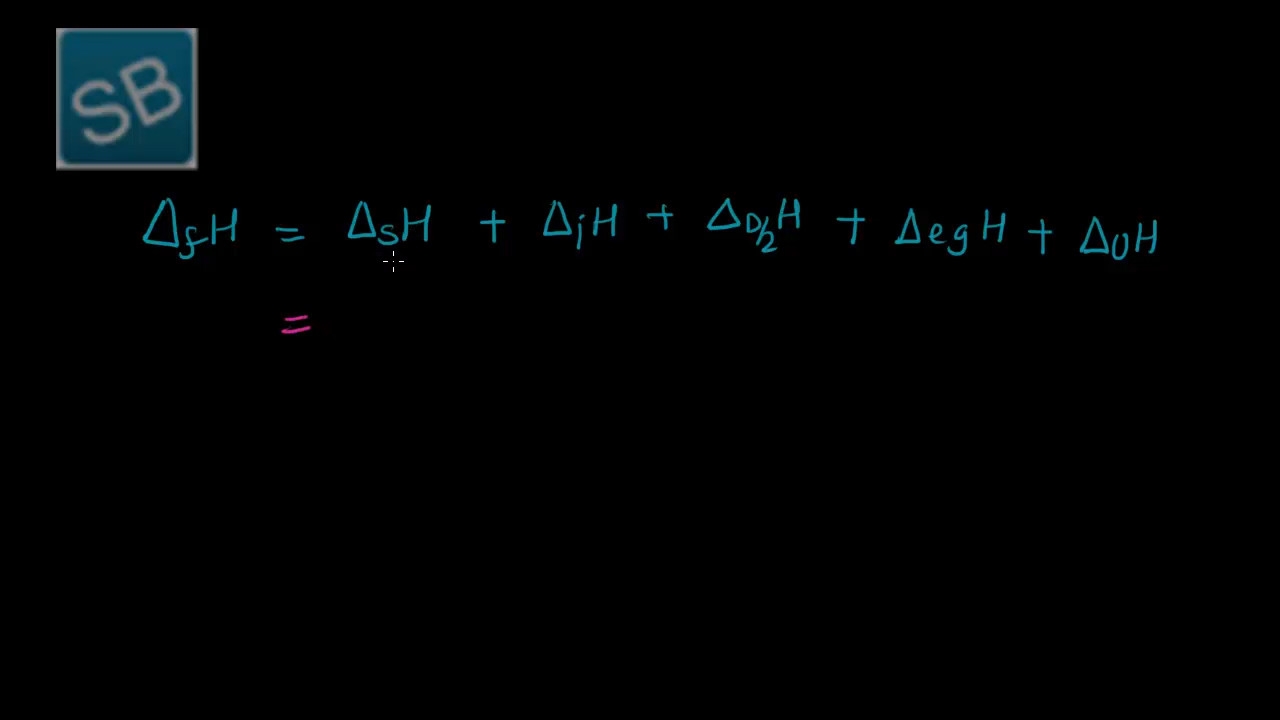 SB
ΔfH = ΔsH + ΔiH + ΔD/2H + ΔegH + ΔUH
=